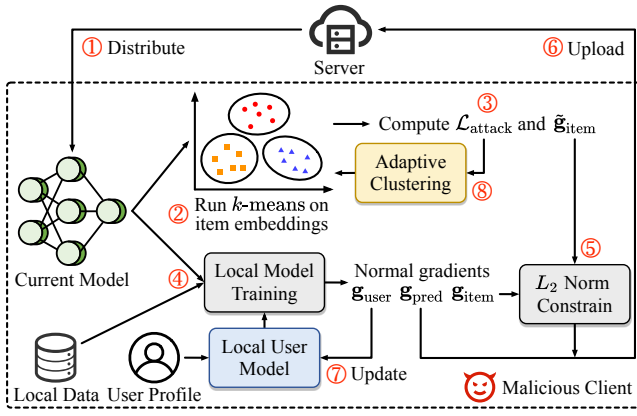 ① Distribute
Server
⑥ Upload
③
Compute 𝓛attack and g̃item
Adaptive
Clustering
⑧
② Run k-means on
item embeddings
Current Model
④
⑤
Local Model
Training
Normal gradients
guser gpred gitem
L2 Norm
Constrain
Local User
Model
⑦ Update
Local Data
User Profile
Malicious Client